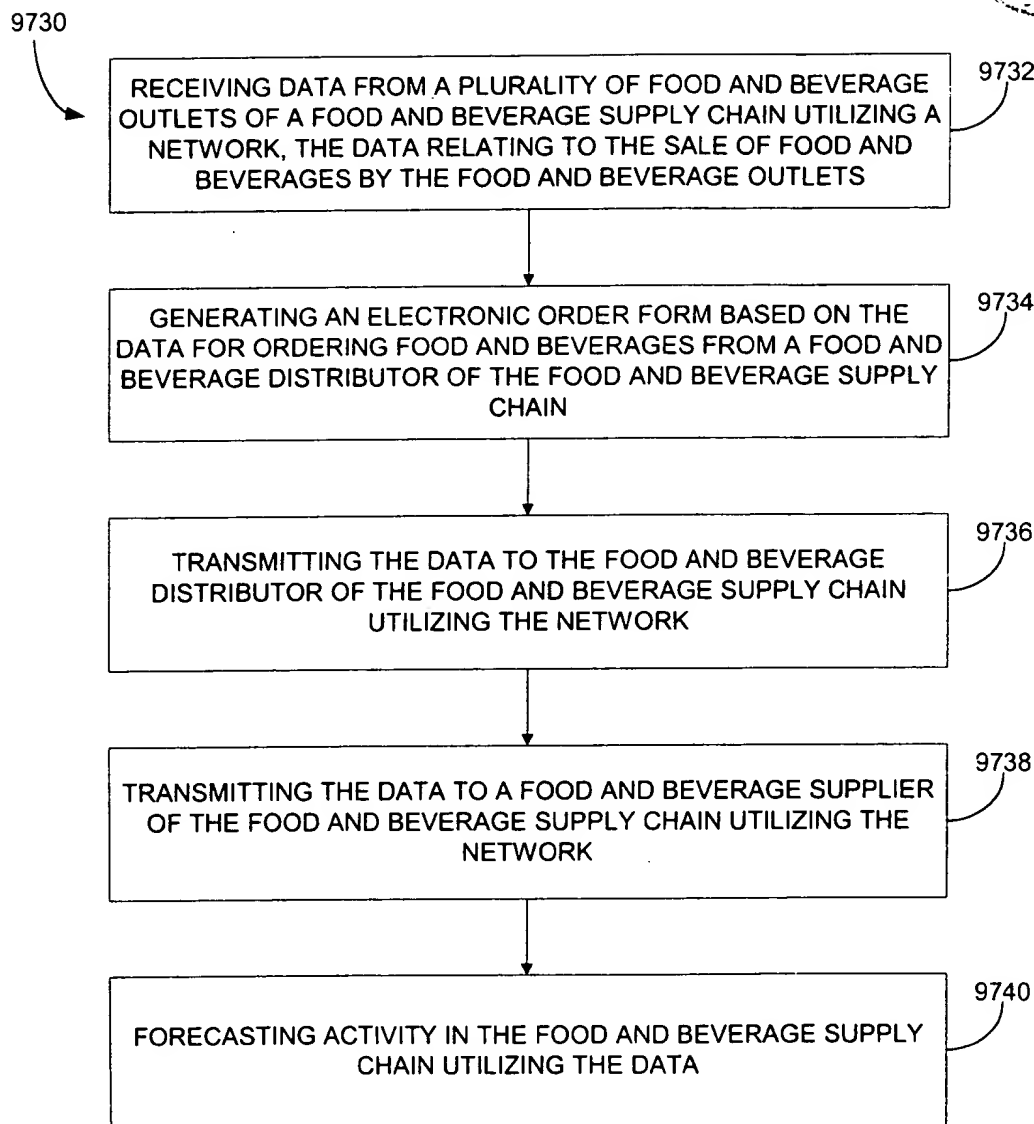 9730
9732
RECEIVING DATA FROM A PLURALITY OF FOOD AND BEVERAGE
OUTLETS OF A FOOD AND BEVERAGE SUPPLY CHAIN UTILIZING A
NETWORK, THE DATA RELATING TO THE SALE OF FOOD AND
BEVERAGES BY THE FOOD AND BEVERAGE OUTLETS
9734
GENERATING AN ELECTRONIC ORDER FORM BASED ON THE
DATA FOR ORDERING FOOD AND BEVERAGES FROM A FOOD AND
BEVERAGE DISTRIBUTOR OF THE FOOD AND BEVERAGE SUPPLY
CHAIN
9736
TRANSMITTING THE DATA TO THE FOOD AND BEVERAGE
DISTRIBUTOR OF THE FOOD AND BEVERAGE SUPPLY CHAIN
UTILIZING THE NETWORK
9738
TRANSMITTING THE DATA TO A FOOD AND BEVERAGE SUPPLIER
OF THE FOOD AND BEVERAGE SUPPLY CHAIN UTILIZING THE
NETWORK
9740
FORECASTING ACTIVITY IN THE FOOD AND BEVERAGE SUPPLY
CHAIN UTILIZING THE DATA